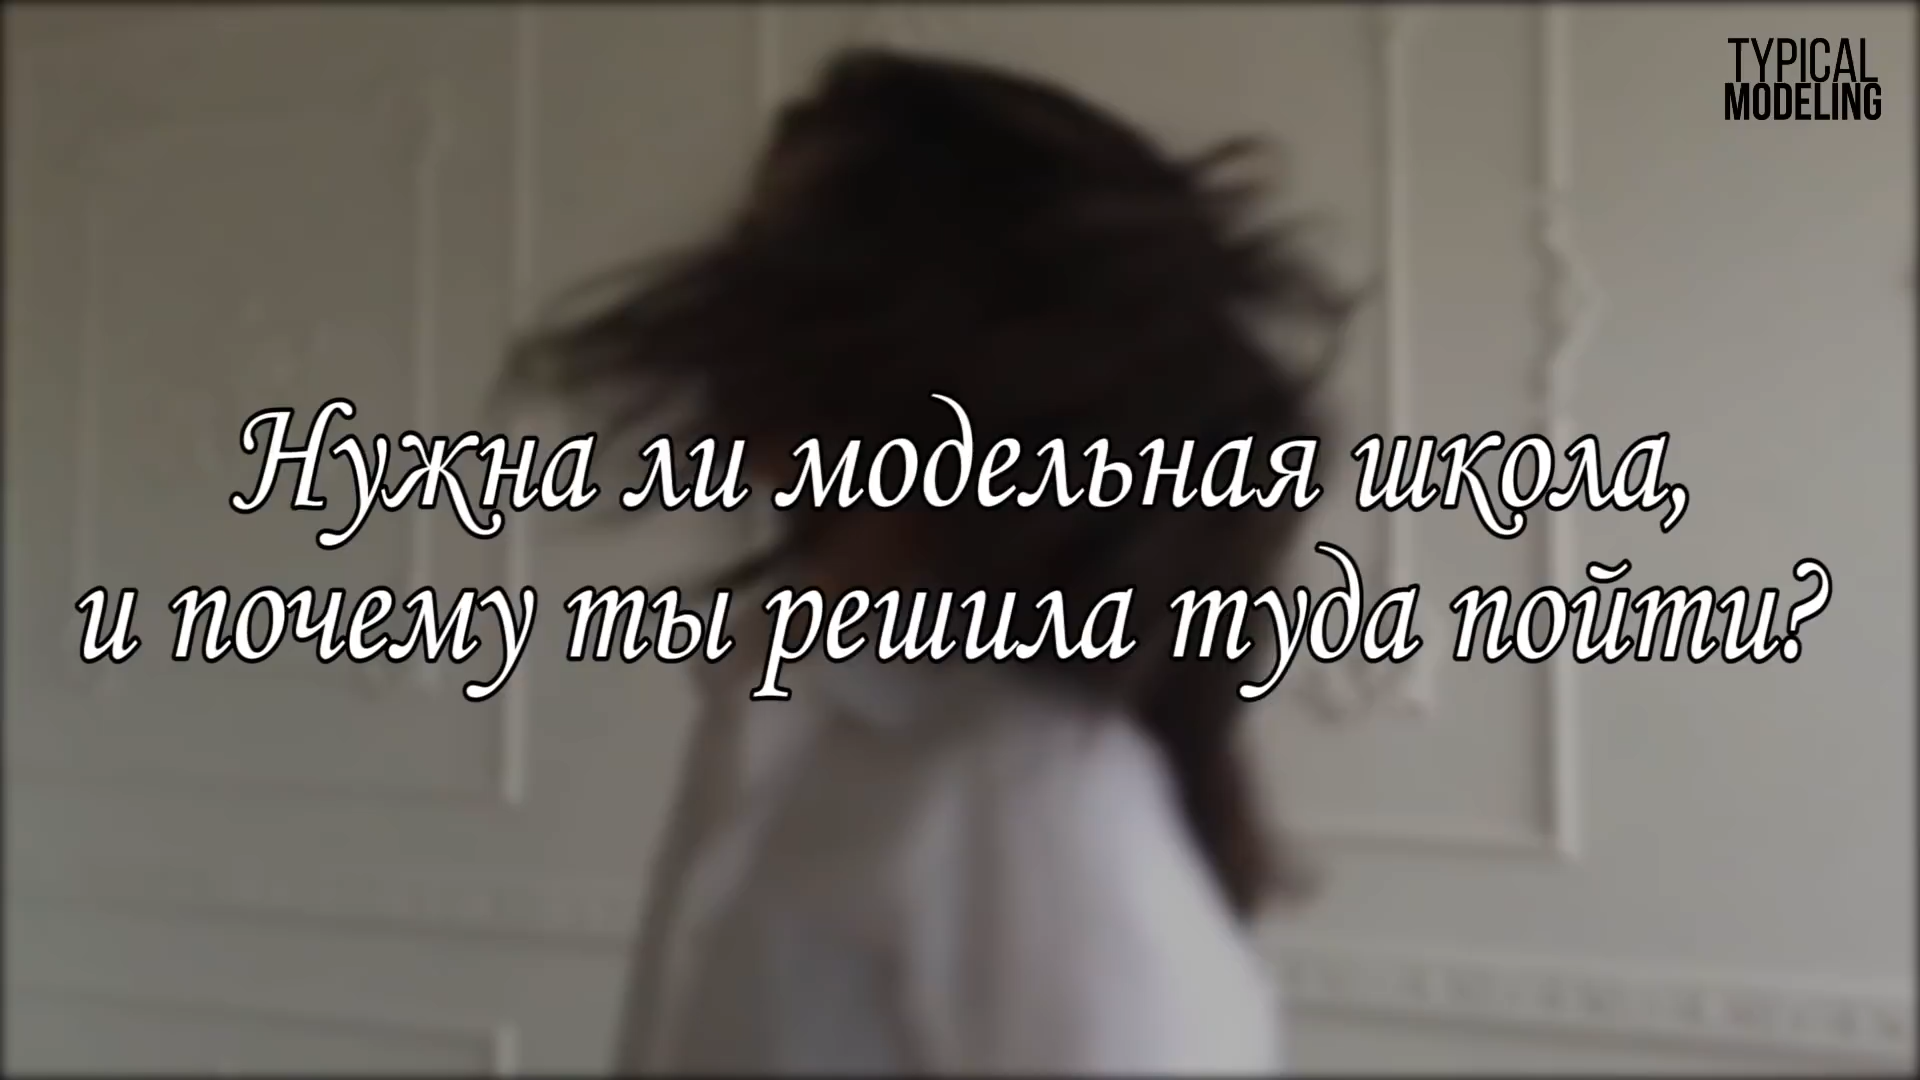 TYPICAL
MODELING
Нужна ли модельная школа,
и почему ты решила туда пойти?